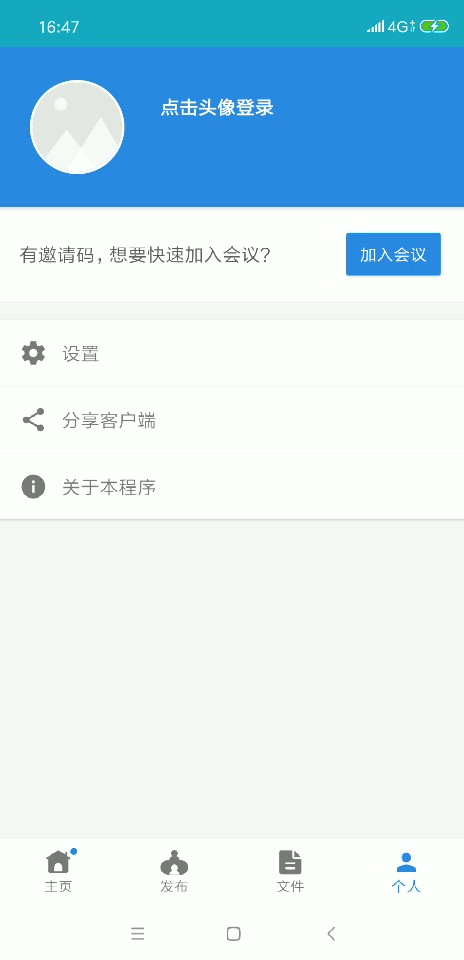 16:47
4G
点击头像登录
有邀请码，想要快速加入会议?
加入会议
设置
分享客户端
关于本程序
主页
发布
文件
个人